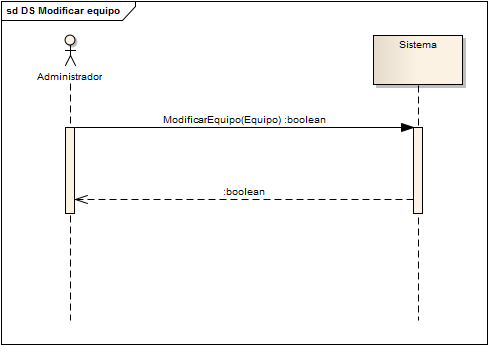 sd DS Modificar equipo
Administrador
Sistema
ModificarEquipo(Equipo) :boolean
:boolean